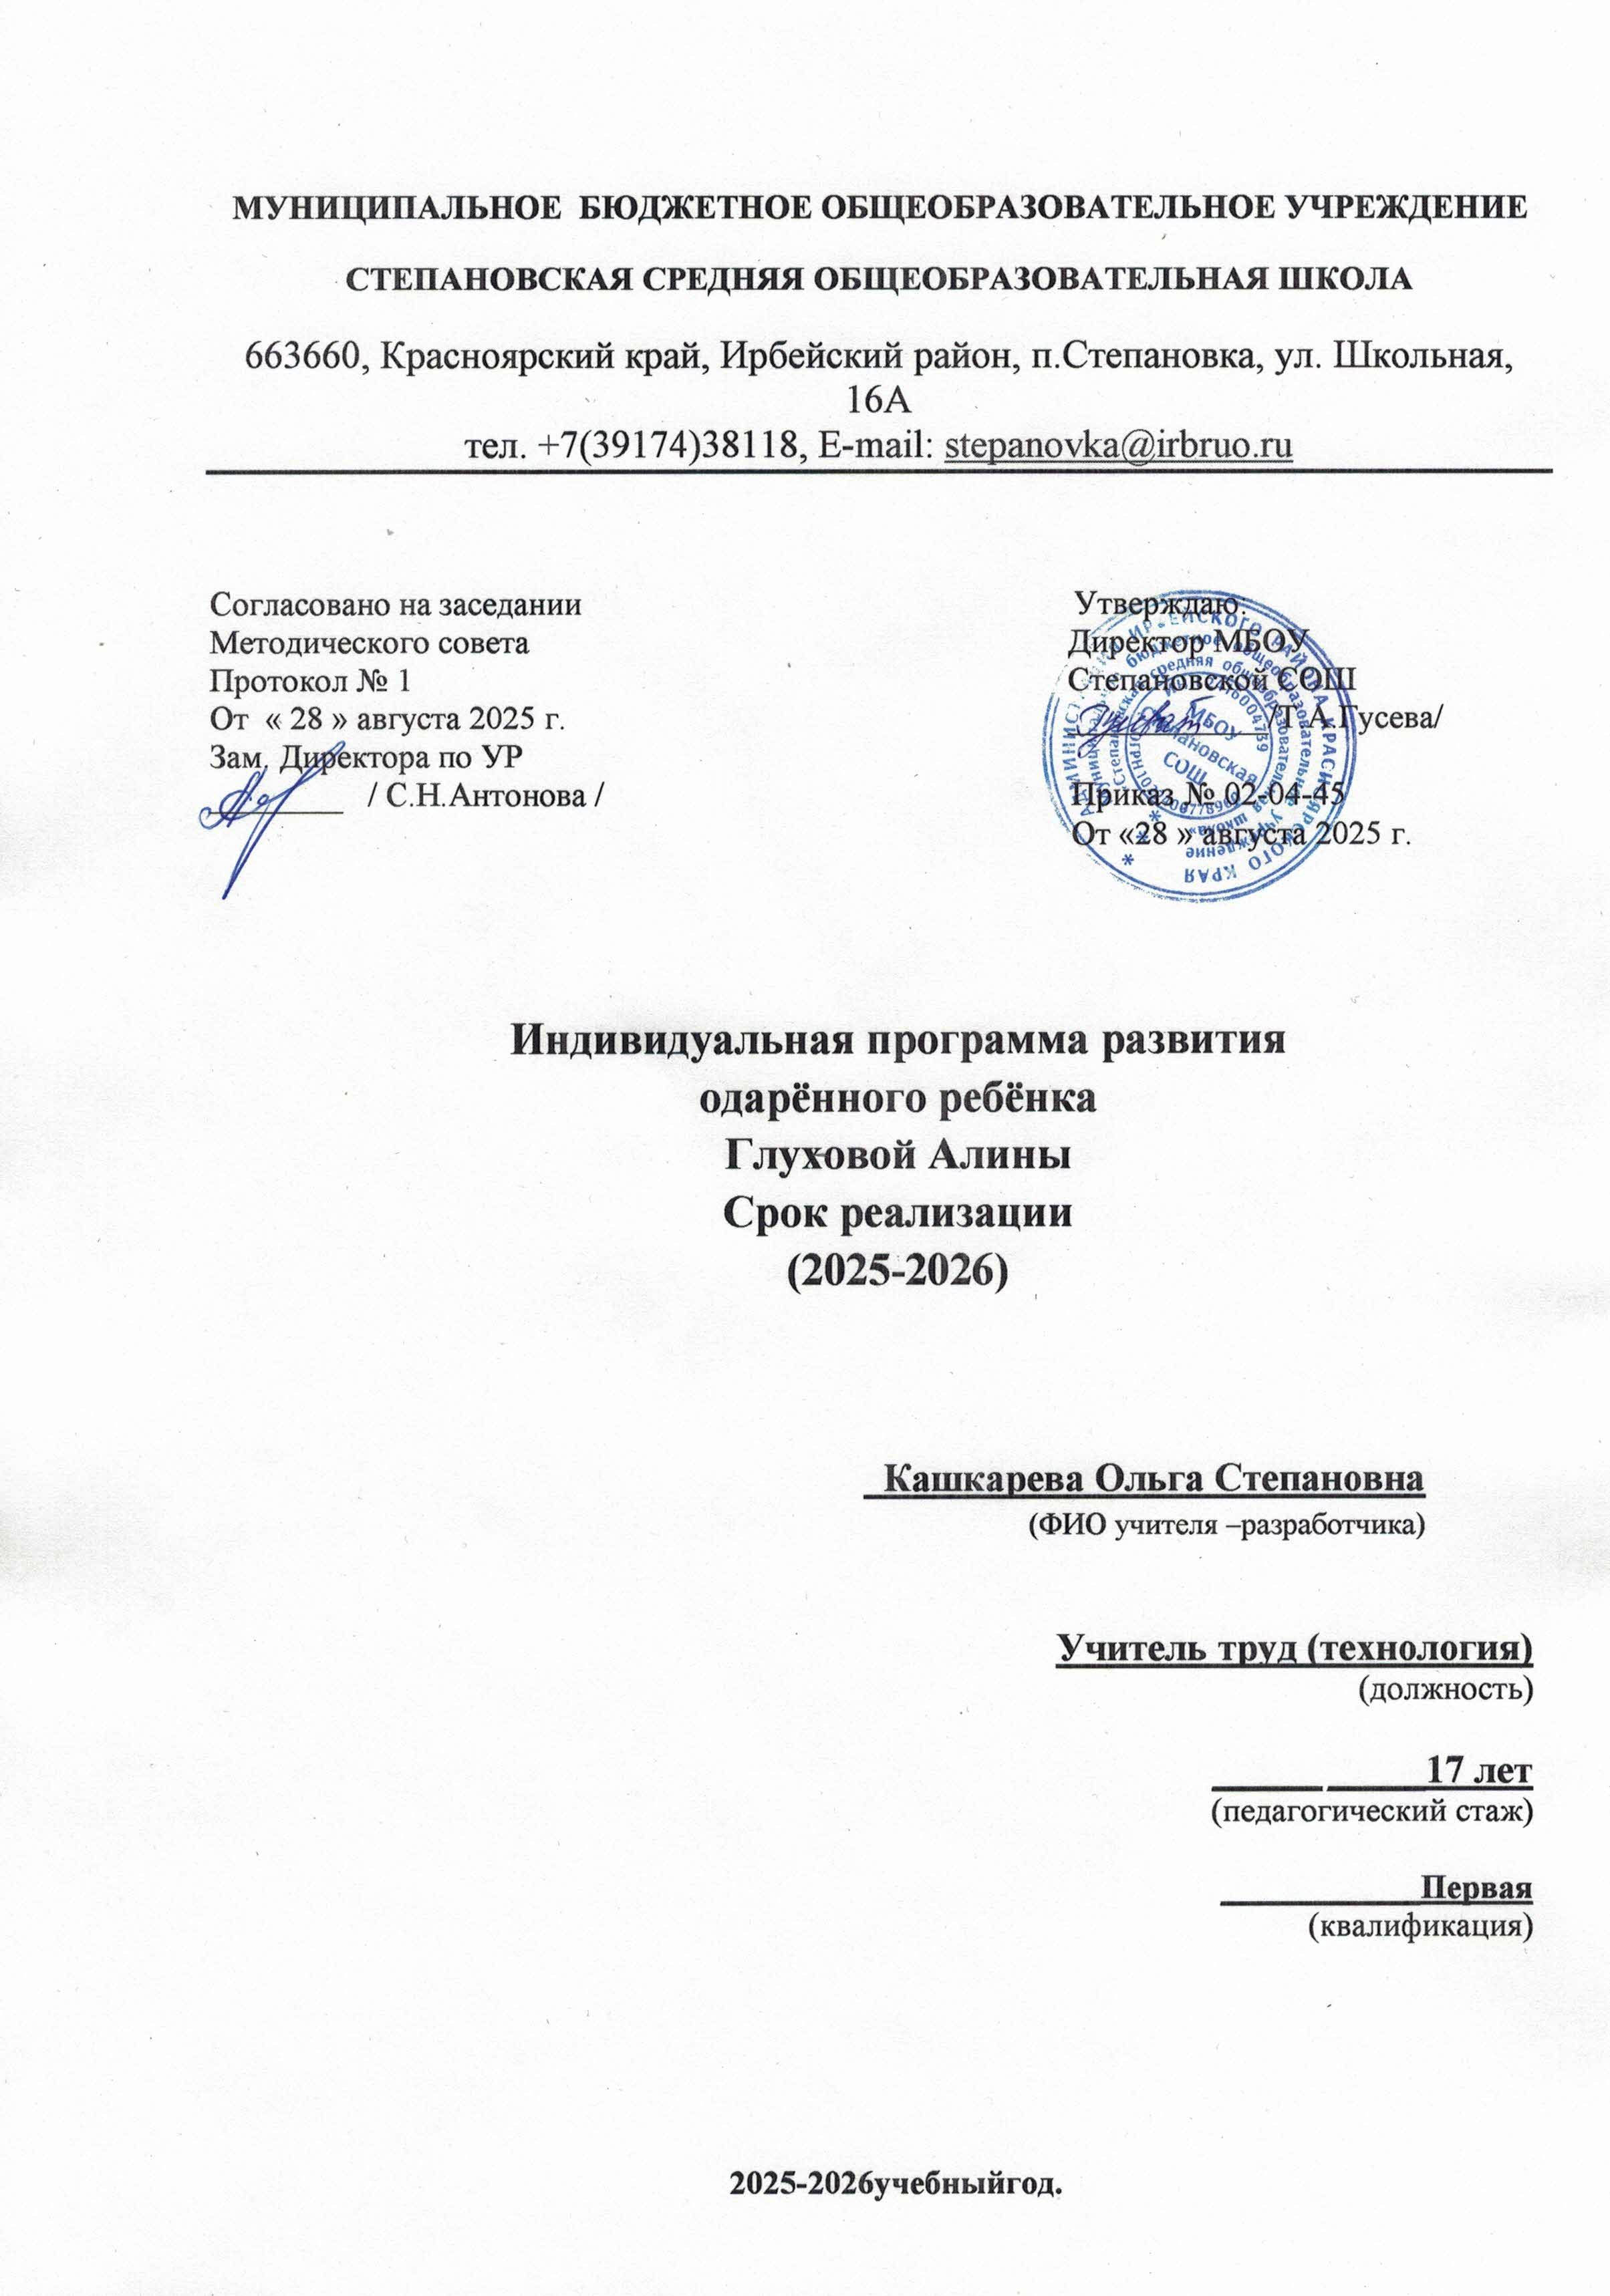 МУНИЦИПАЛЬНОЕ БЮДЖЕТНОЕ ОБЩЕОБРАЗОВАТЕЛЬНОЕ УЧРЕЖДЕНИЕ
СТЕПАНОВСКАЯ СРЕДНЯЯ ОБЩЕОБРАЗОВАТЕЛЬНАЯ ШКОЛА
663660, Красноярский край, Ирбейский район, п.Степановка, ул. Школьная,
16А
тел. +7(39174)38118, E-mail: stepanovka@irbruo.ru
Согласовано на заседании
Методического совета
Протокол № 1
От « 28 » августа 2025 г.
Зам. Директора по УР
/ С.Н.Антонова /
Утверждаю:
Директор МБОУ
Степановской СОШ
/Т.А.Гусева/
Приказ № 02-04-45
От «28 » августа 2025 г.
МБОУ
Степановская
СОШ
Индивидуальная программа развития
одарённого ребёнка
Глуховой Алины
Срок реализации
(2025-2026)
Кашкарева Ольга Степановна
(ФИО учителя –разработчика)
Учитель труд (технология)
(должность)
17 лет
(педагогический стаж)
Первая
(квалификация)
2025-2026учебныйгод.